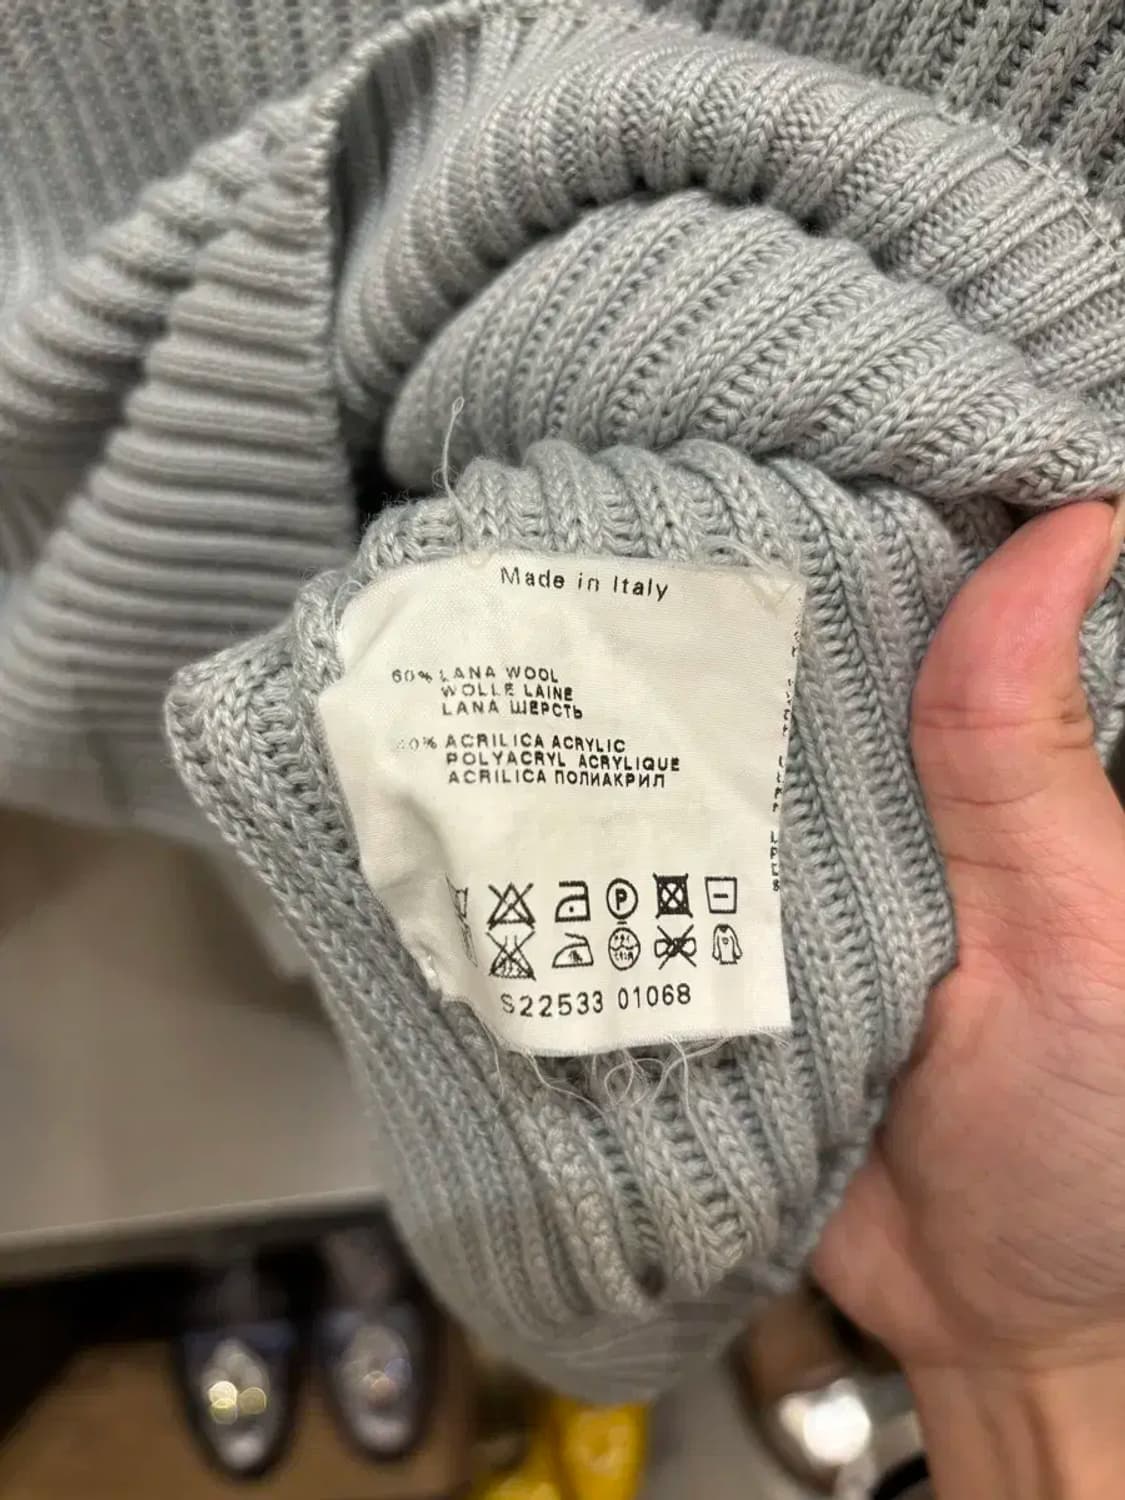 Made in Italy
60% LANA WOOL
WOLLE LAINE
LANA ШЕРСТЬ
40% ACRILICA ACRYLIC
POLYACRYL ACRYLIQUE
ACRILICA ПОЛИАКРИЛ
P
S22533 01068